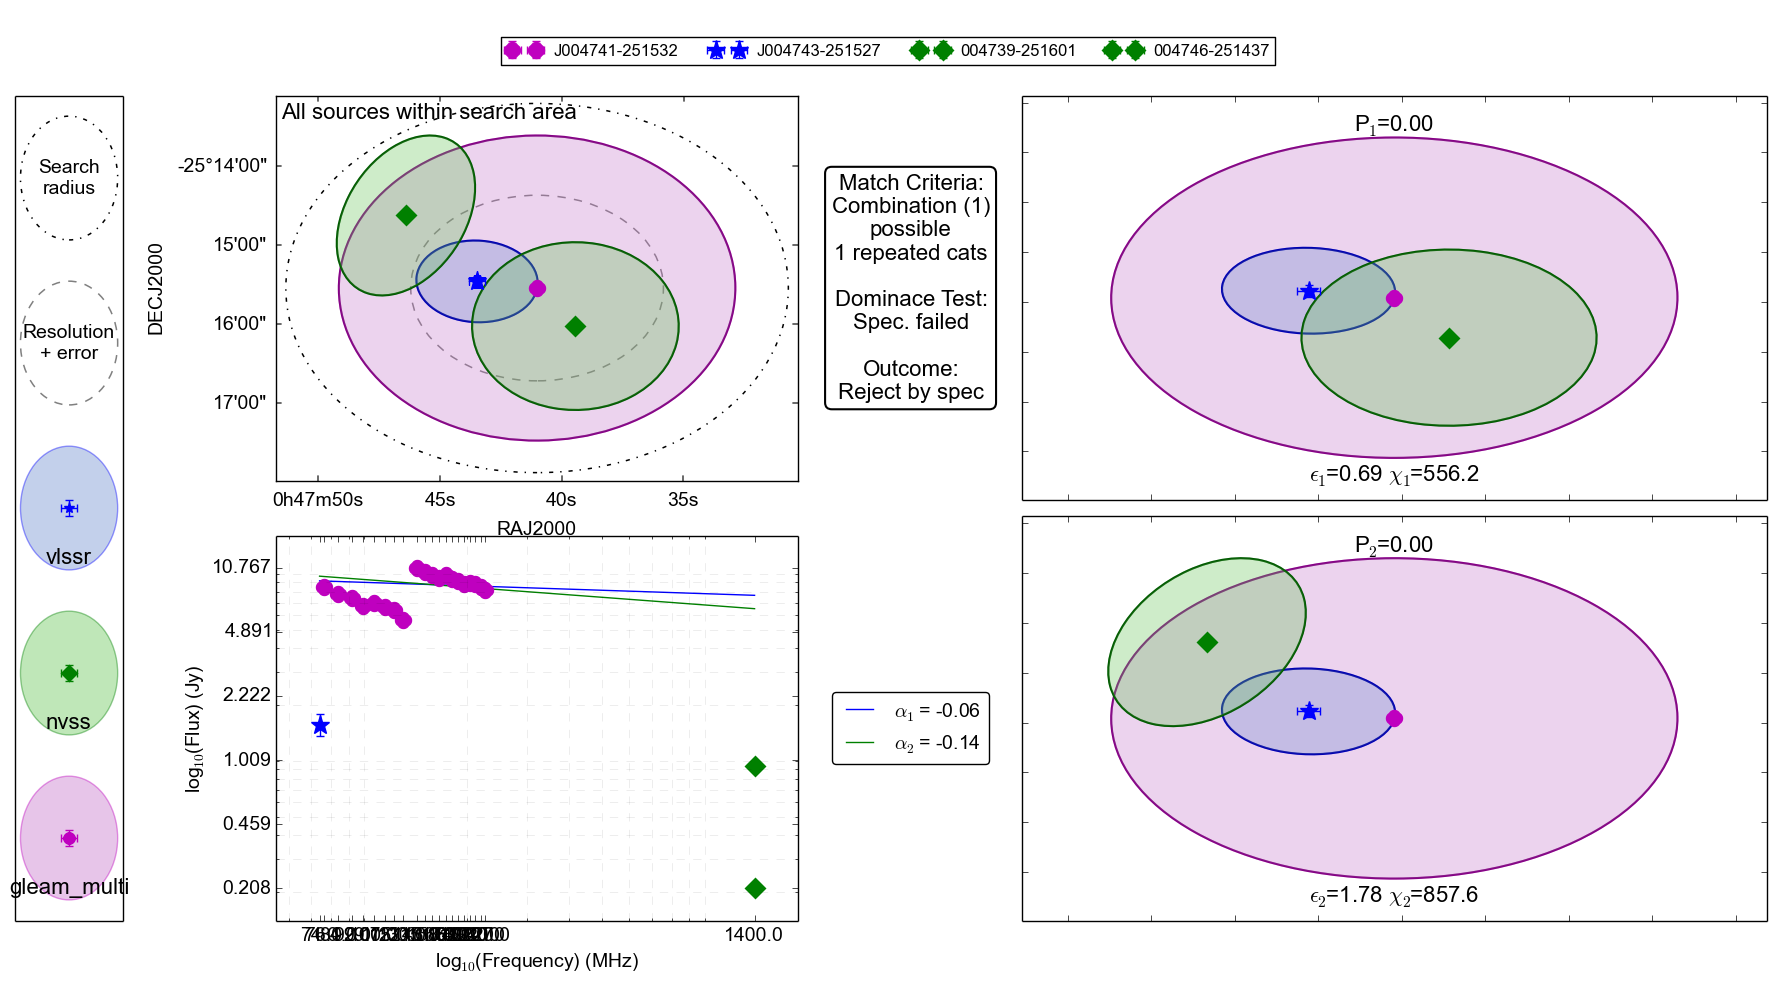 J004741-251532 J004743-251527 004739-251601 004746-251437
Search
radius
Resolution
+ error
vlssr
nvss
gleam_multi
All sources within search area
DECJ2000
-25°14'00"
15'00"
16'00"
17'00"
0h47m50s 45s 40s 35s
RAJ2000
Match Criteria:
Combination (1)
possible
1 repeated cats
Dominace Test:
Spec. failed
Outcome:
Reject by spec
P1=0.00
ϵ1=0.69 χ1=556.2
log10(Flux) (Jy)
10.767
4.891
2.222
1.009
0.459
0.208
1400.0
log10(Frequency) (MHz)
α1 = -0.06
α2 = -0.14
P2=0.00
ϵ2=1.78 χ2=857.6